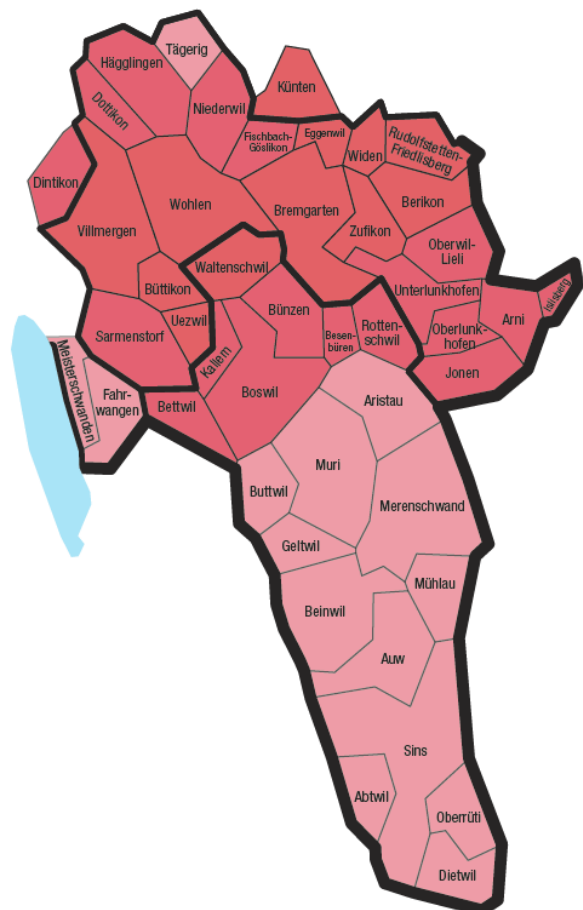 Tägerig
Hägglingen
Künten
Dottikon
Niederwil
Fischbach-
Göslikon
Eggenwil
Widen
Rudolfstetten-
Friedlisberg
Dintikon
Wohlen
Bremgarten
Berikon
Villmergen
Zufikon
Oberwil-
Lieli
Waltenschwil
Büttikon
Unterlunkhofen
Islisberg
Bünzen
Uezwil
Besen-
büren
Rotten-
schwil
Oberlunk-
hofen
Arni
Sarmenstorf
Kallern
Jonen
Meisterschwanden
Fahr-
wangen
Bettwil
Boswil
Aristau
Muri
Buttwil
Merenschwand
Geltwil
Mühlau
Beinwil
Auw
Sins
Abtwil
Oberrüti
Dietwil